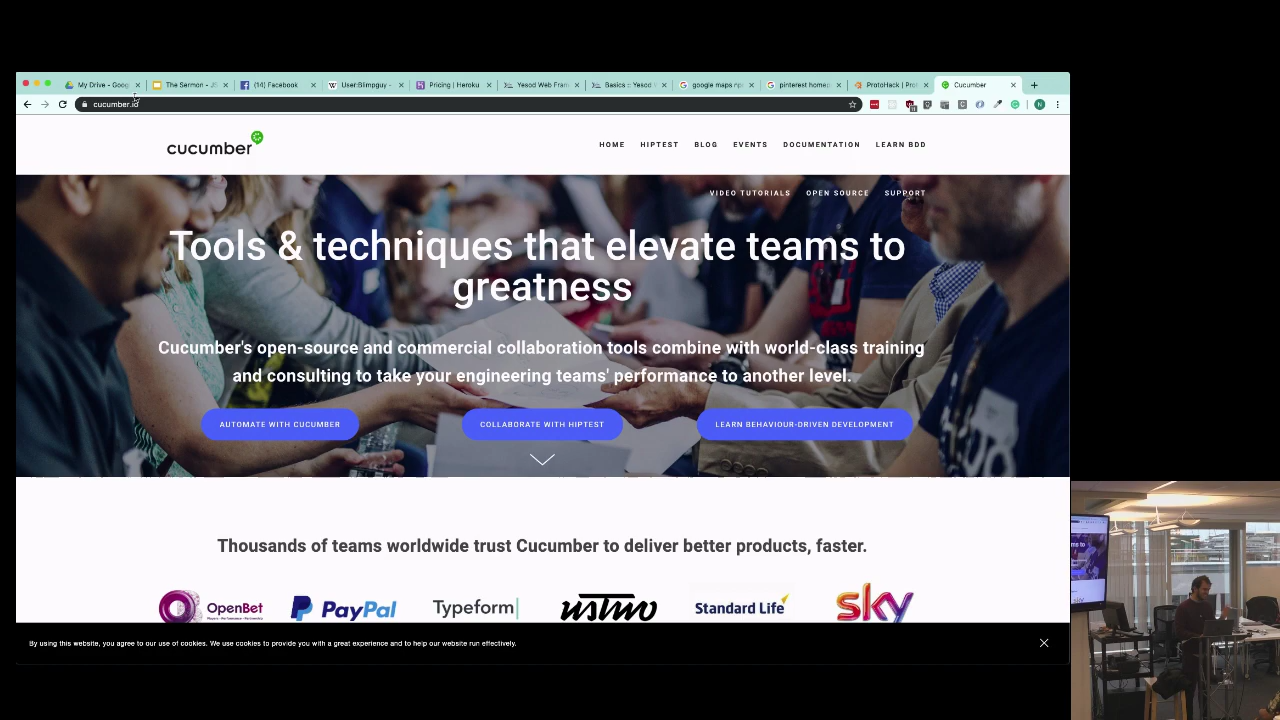 My Drive - Goog
The Sermon - JS
(14) Facebook
User:Blimpguy -
Pricing | Heroku
Yesod Web Fram
Basics :: Yesod
google maps
pinterest homep
ProtoHack | Prot
Cucumber
cucumber.io
N
cucumber
HOME HIPTEST BLOG EVENTS DOCUMENTATION LEARN BDD
VIDEO TUTORIALS OPEN SOURCE SUPPORT
Tools & techniques that elevate teams to
greatness
Cucumber's open-source and commercial collaboration tools combine with world-class training
and consulting to take your engineering teams' performance to another level.
AUTOMATE WITH CUCUMBER
COLLABORATE WITH HIPTEST
LEARN BEHAVIOUR-DRIVEN DEVELOPMENT
Thousands of teams worldwide trust Cucumber to deliver better products, faster.
OpenBet
PayPal
Typeform
ustwo
Standard Life
sky
By using this website, you agree to our use of cookies. We use cookies to provide you with a great experience and to help our website run effectively.